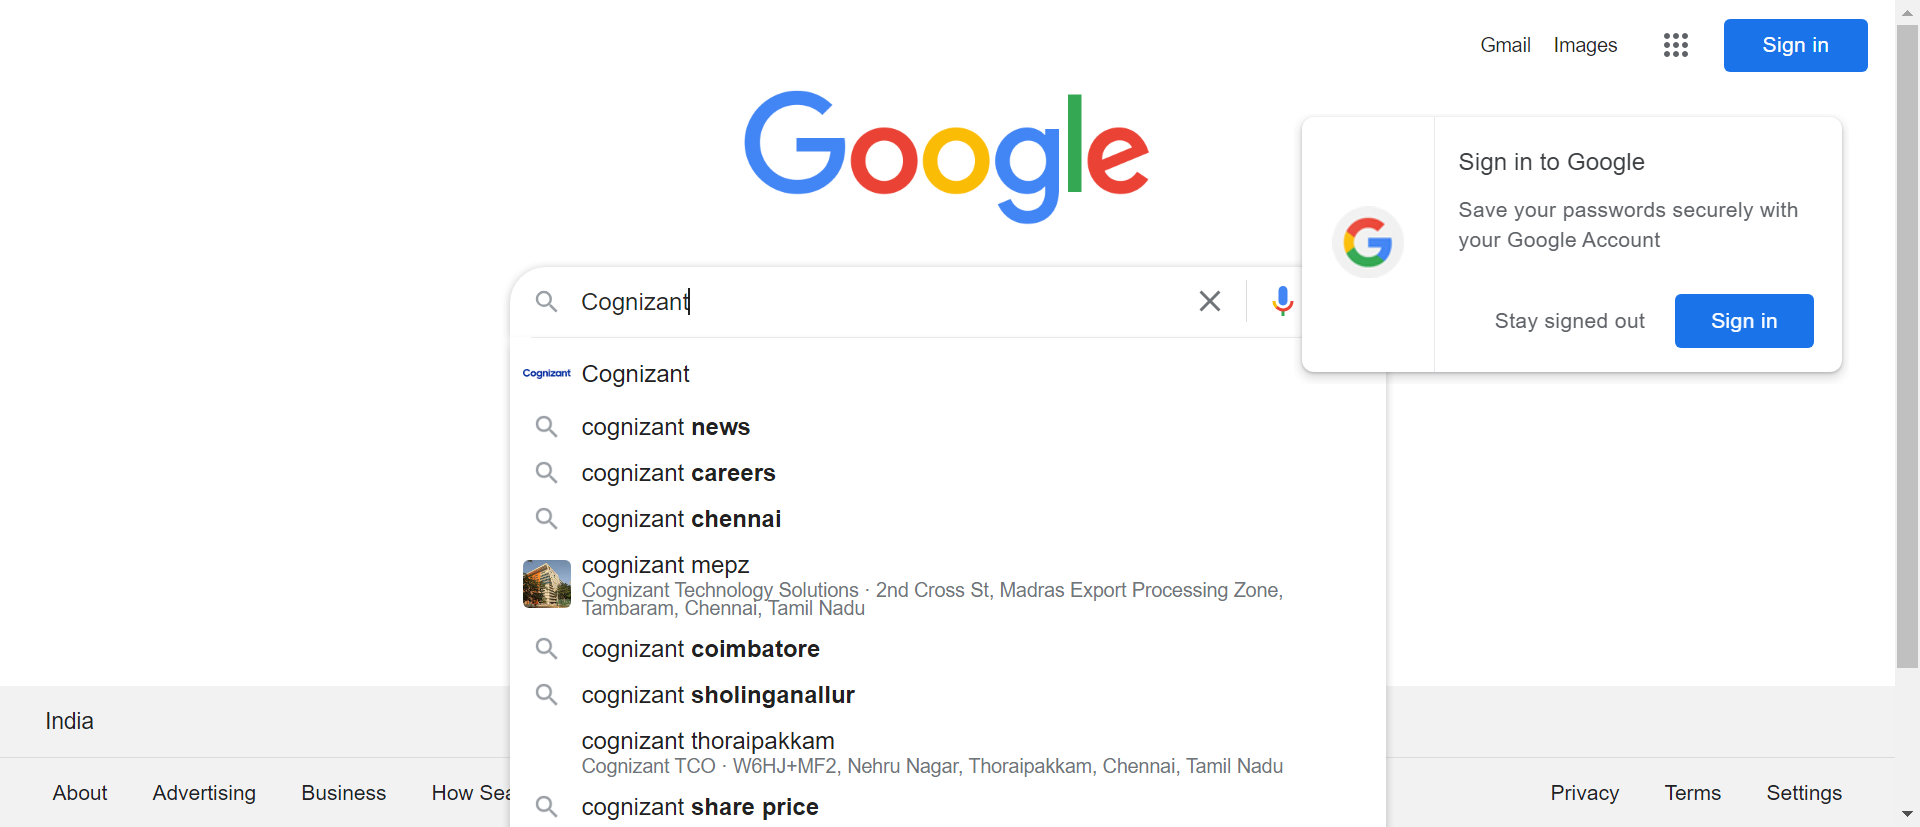 Gmail Images Sign in
Google
Sign in to Google
Save your passwords securely with
your Google Account
Stay signed out Sign in
Cognizant
Cognizant Cognizant
cognizant news
cognizant careers
cognizant chennai
cognizant mepz
Cognizant Technology Solutions · 2nd Cross St, Madras Export Processing Zone,
Tambaram, Chennai, Tamil Nadu
cognizant coimbatore
cognizant sholinganallur
cognizant thoraipakkam
Cognizant TCO · W6HJ+MF2, Nehru Nagar, Thoraipakkam, Chennai, Tamil Nadu
cognizant share price
India
About Advertising Business How Sea
Privacy Terms Settings